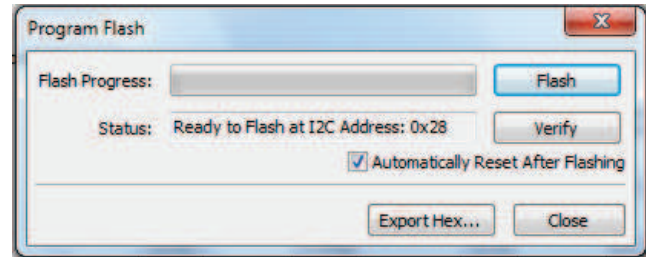 Program Flash
Flash Progress: Flash
Status: Ready to Flash at I2C Address: 0x28 Verify
Automatically Reset After Flashing
Export Hex... Close